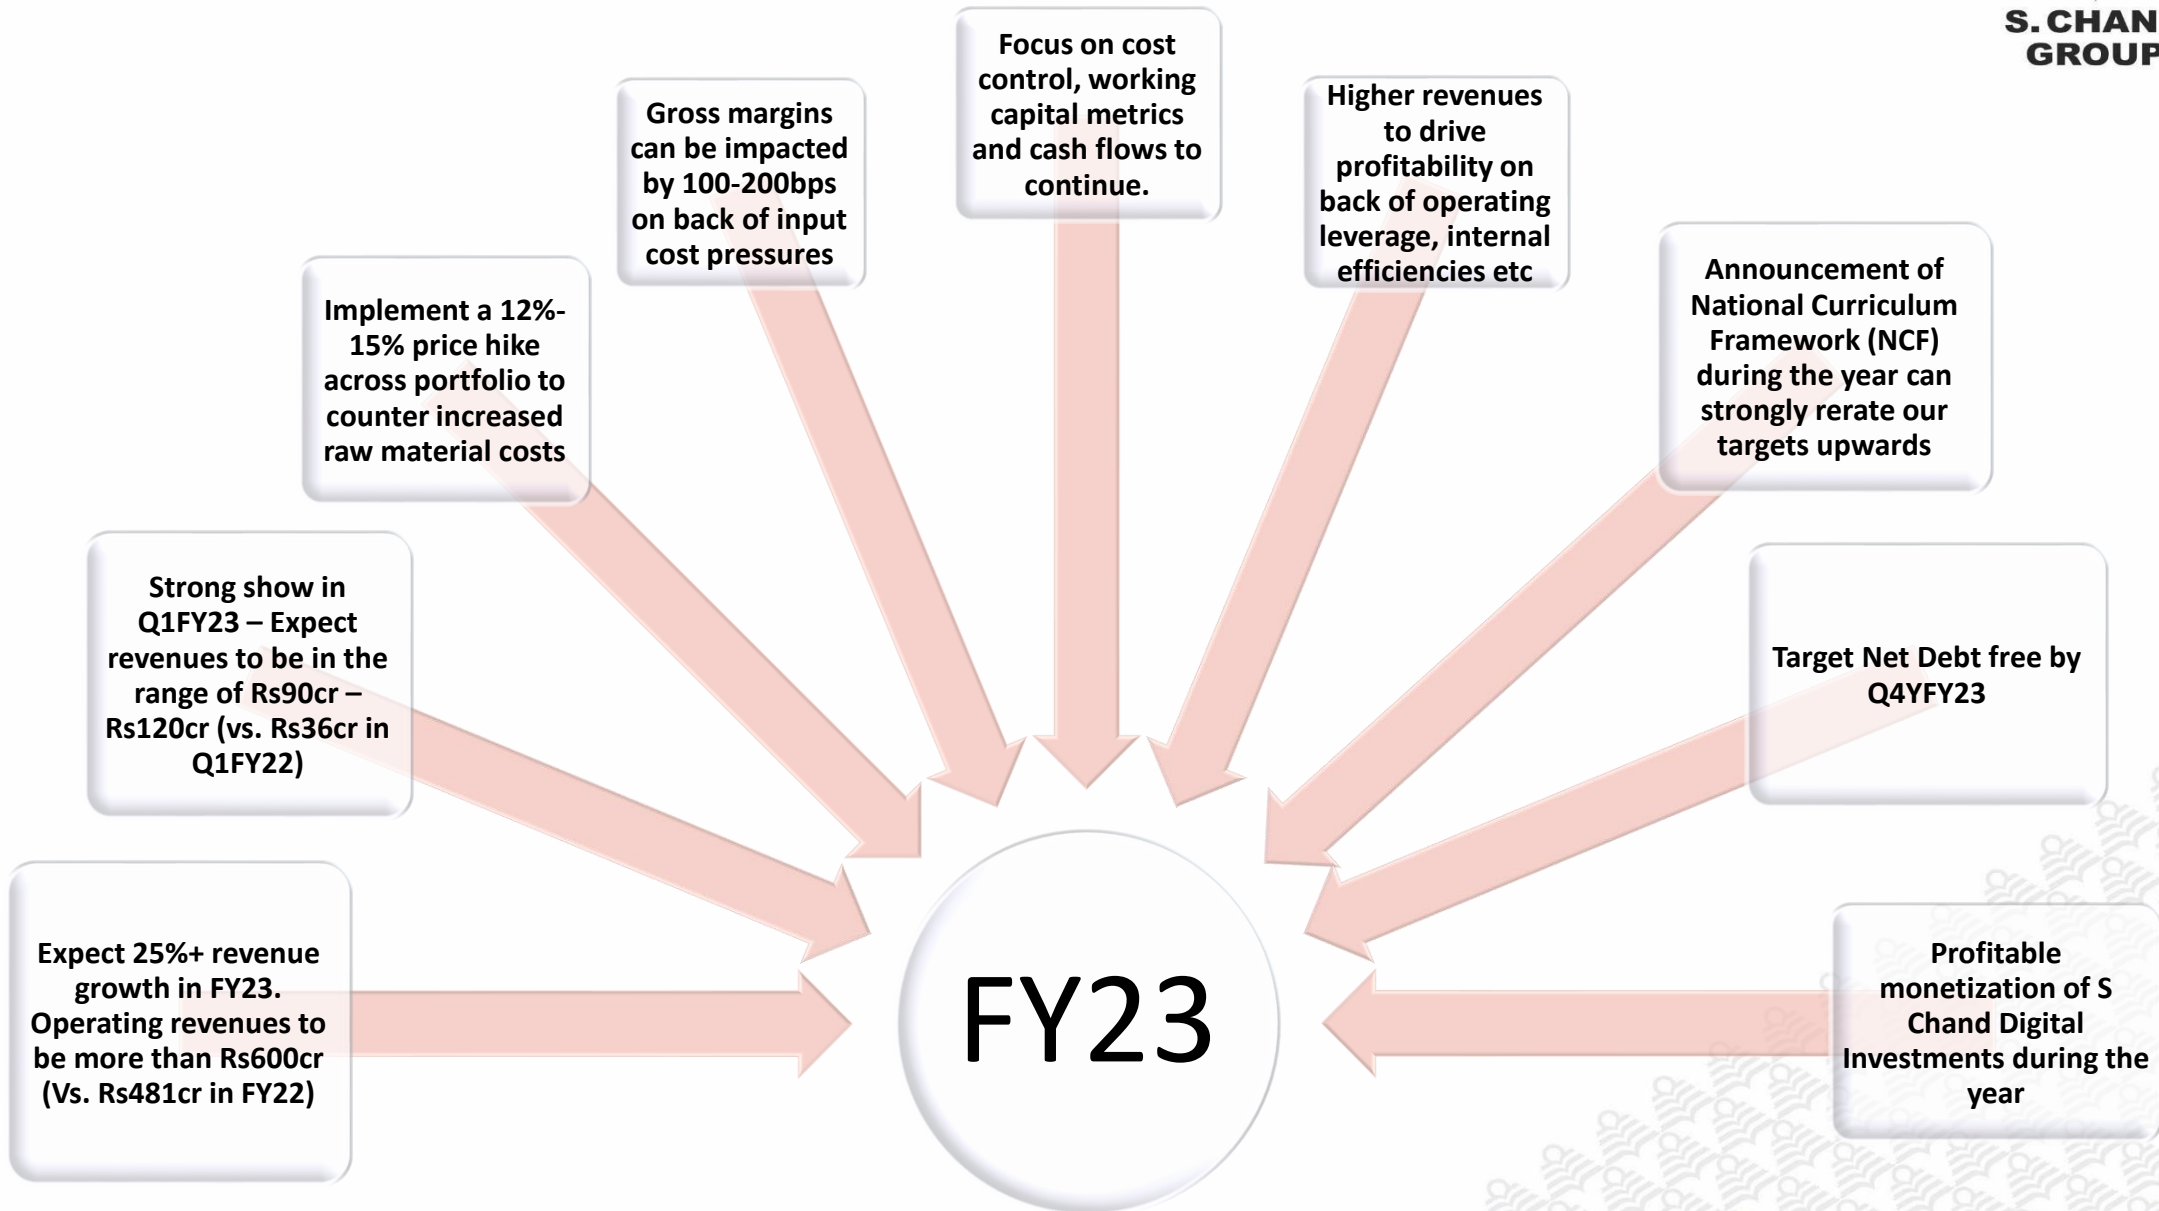 S. CHAN
GROUP
Focus on cost
control, working
capital metrics
and cash flows to
continue.
Gross margins
can be impacted
by 100-200bps
on back of input
cost pressures
Higher revenues
to drive
profitability on
back of operating
leverage, internal
efficiencies etc
Implement a 12%-
15% price hike
across portfolio to
counter increased
raw material costs
Announcement of
National Curriculum
Framework (NCF)
during the year can
strongly rerate our
targets upwards
Strong show in
Q1FY23 – Expect
revenues to be in the
range of Rs90cr –
Rs120cr (vs. Rs36cr in
Q1FY22)
Target Net Debt free by
Q4YFY23
Expect 25%+ revenue
growth in FY23.
Operating revenues to
be more than Rs600cr
(Vs. Rs481cr in FY22)
FY23
Profitable
monetization of S
Chand Digital
Investments during the
year